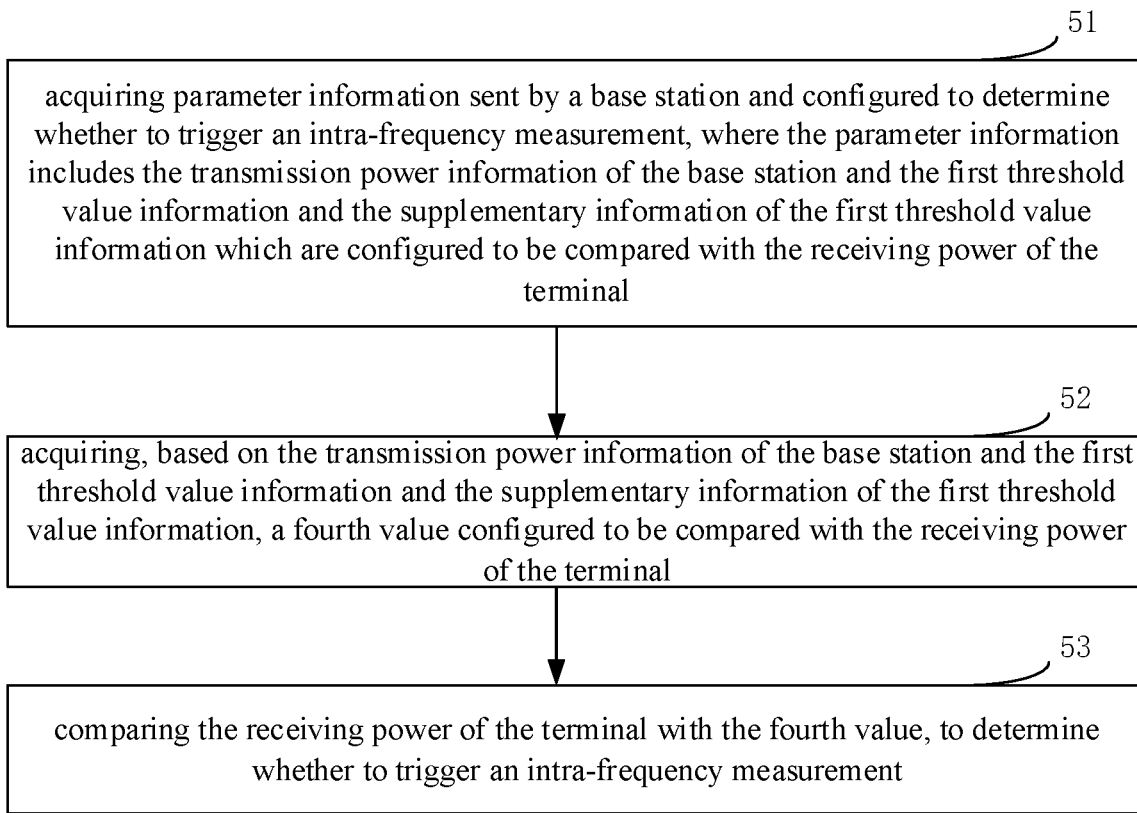 51
acquiring parameter information sent by a base station and configured to determine
whether to trigger an intra-frequency measurement, where the parameter information
includes the transmission power information of the base station and the first threshold
value information and the supplementary information of the first threshold value
information which are configured to be compared with the receiving power of the
terminal
52
acquiring, based on the transmission power information of the base station and the first
threshold value information and the supplementary information of the first threshold
value information, a fourth value configured to be compared with the receiving power
of the terminal
53
comparing the receiving power of the terminal with the fourth value, to determine
whether to trigger an intra-frequency measurement